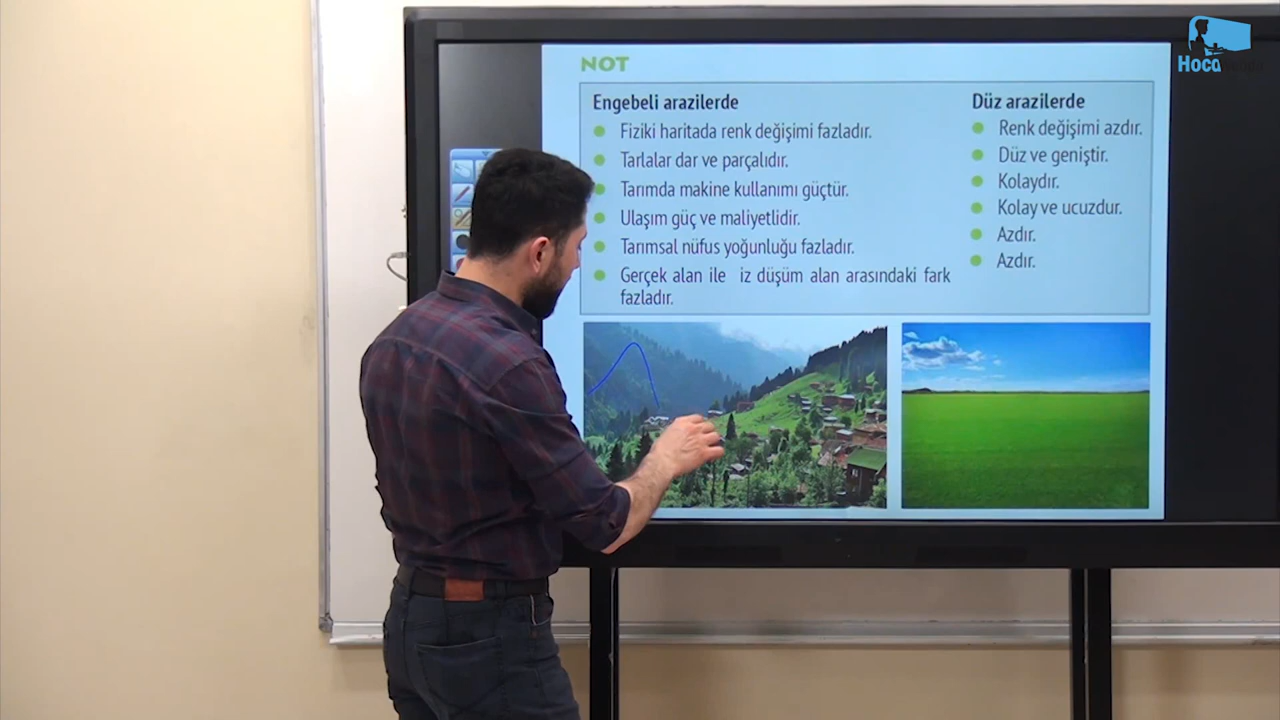 NOT
Engebeli arazilerde
Fiziki haritada renk değişimi fazladır.
Tarlalar dar ve parçalıdır.
Tarımda makine kullanımı güçtür.
Ulaşım güç ve maliyetlidir.
Tarımsal nüfus yoğunluğu fazladır.
Gerçek alan ile iz düşüm alan arasındaki fark
fazladır.
Düz arazilerde
Renk değişimi azdır.
Düz ve geniştir.
Kolaydır.
Kolay ve ucuzdur.
Azdır.
Azdır.
Hoca